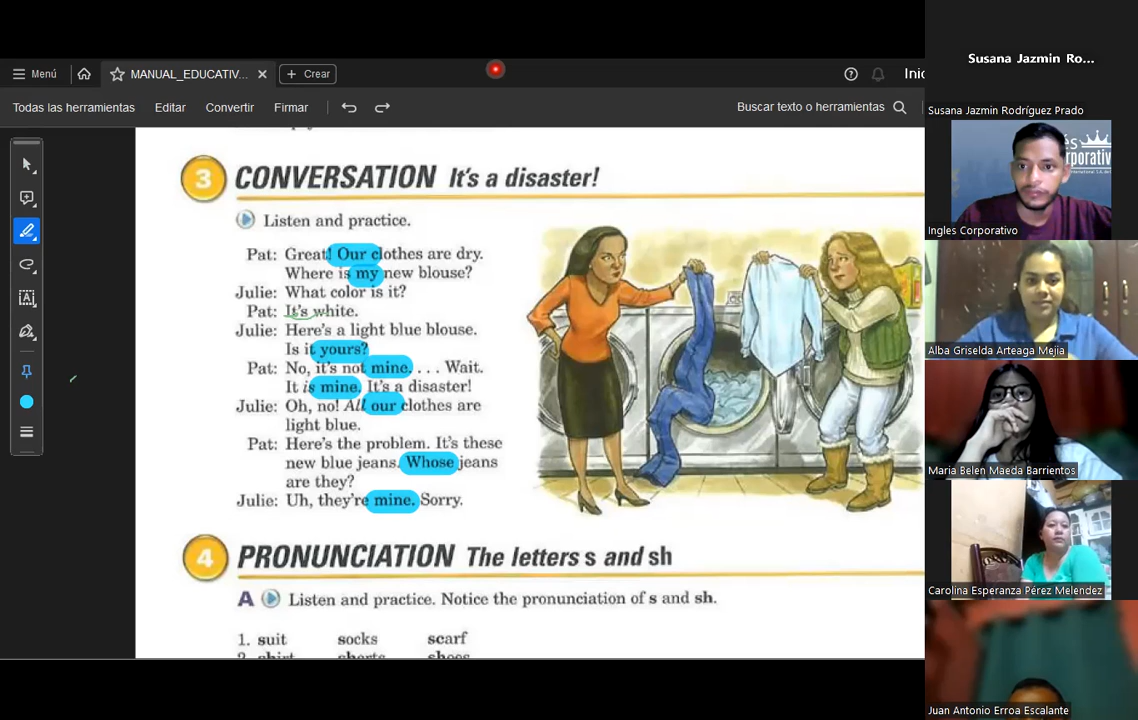 Susana Jazmin Ro...
Susana Jazmin Rodríguez Prado
Menú
MANUAL_EDUCATIV...
Crear
Todas las herramientas
Editar
Convertir
Firmar
Buscar texto o herramientas
3 CONVERSATION It's a disaster!
Listen and practice.
Pat: Great! Our clothes are dry.
Where is my new blouse?
Julie: What color is it?
Pat: It's white.
Julie: Here's a light blue blouse.
Is it yours?
Pat: No, it's not mine. . . . Wait.
It is mine. It's a disaster!
Julie: Oh, no! All our clothes are
light blue.
Pat: Here's the problem. It's these
new blue jeans. Whose jeans
are they?
Julie: Uh, they're mine. Sorry.
4 PRONUNCIATION The letters s and sh
A Listen and practice. Notice the pronunciation of s and sh.
1. suit socks scarf
2. shirt shorts shoes
Ingles Corporativo
Alba Griselda Arteaga Mejia
Maria Belen Maeda Barrientos
Carolina Esperanza Pérez Melendez
Juan Antonio Erroa Escalante